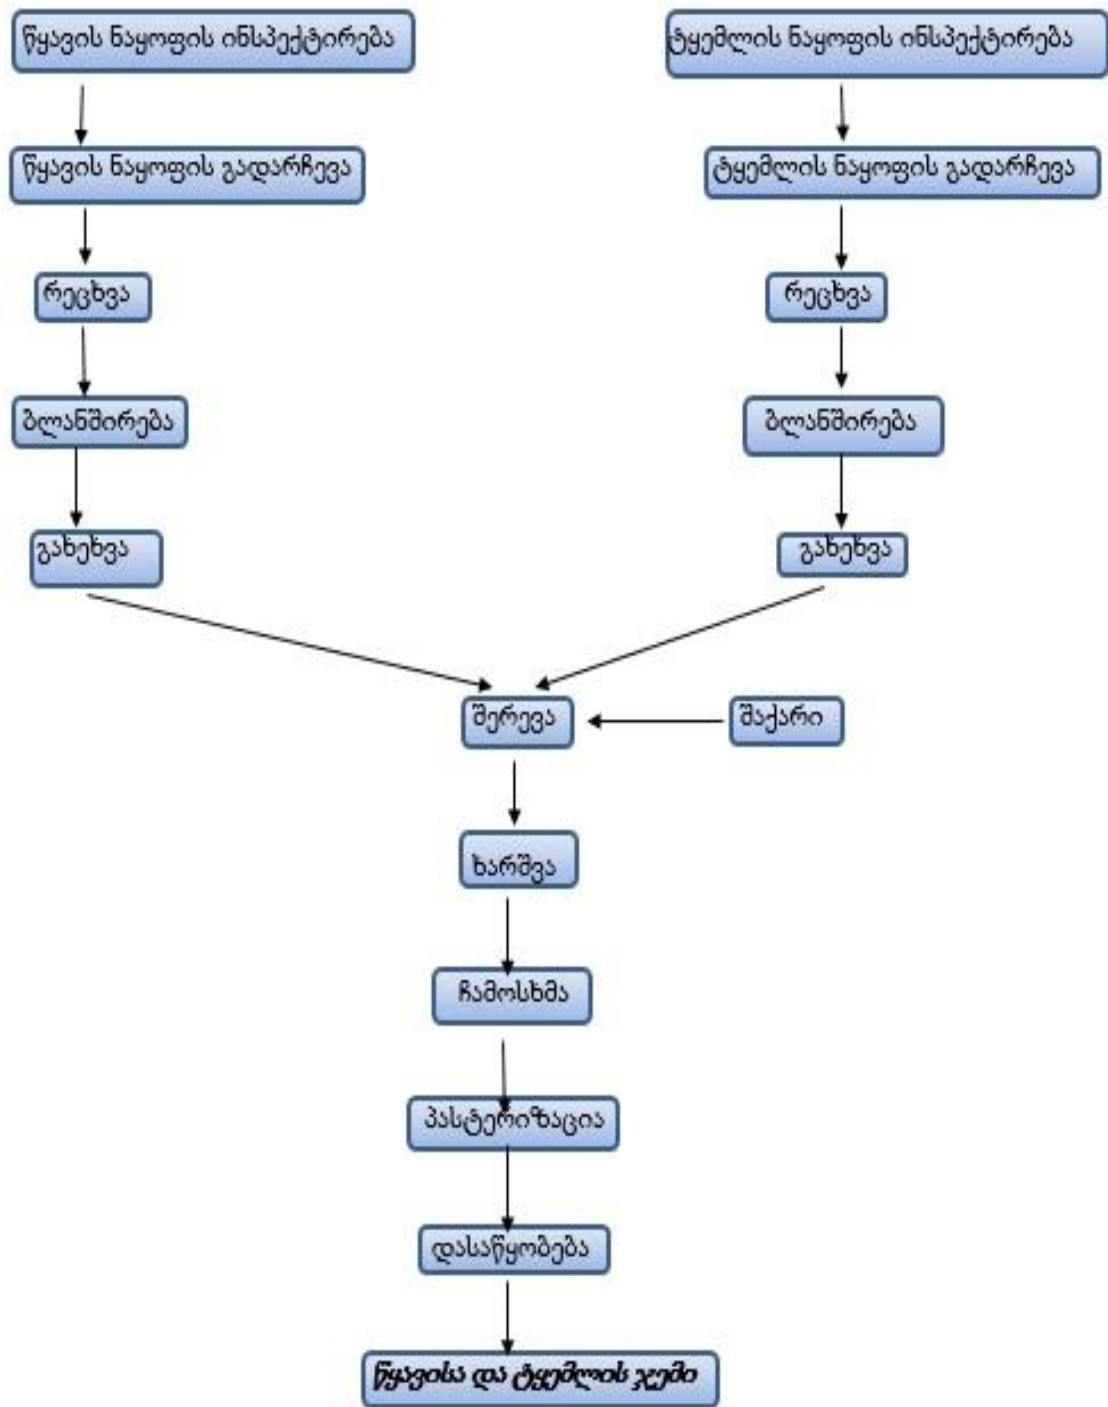 წყავის ნაყოფის ინსპექტირება
ტყემლის ნაყოფის ინსპექტირება
წყავის ნაყოფის გადარჩევა
ტყემლის ნაყოფის გადარჩევა
რეცხვა
რეცხვა
ბლანშირება
ბლანშირება
გახეხვა
გახეხვა
შერევა
შაქარი
ხარშვა
ჩამოსხმა
პასტერიზაცია
დასაწყობება
წყავისა და ტყემლის ჯემი